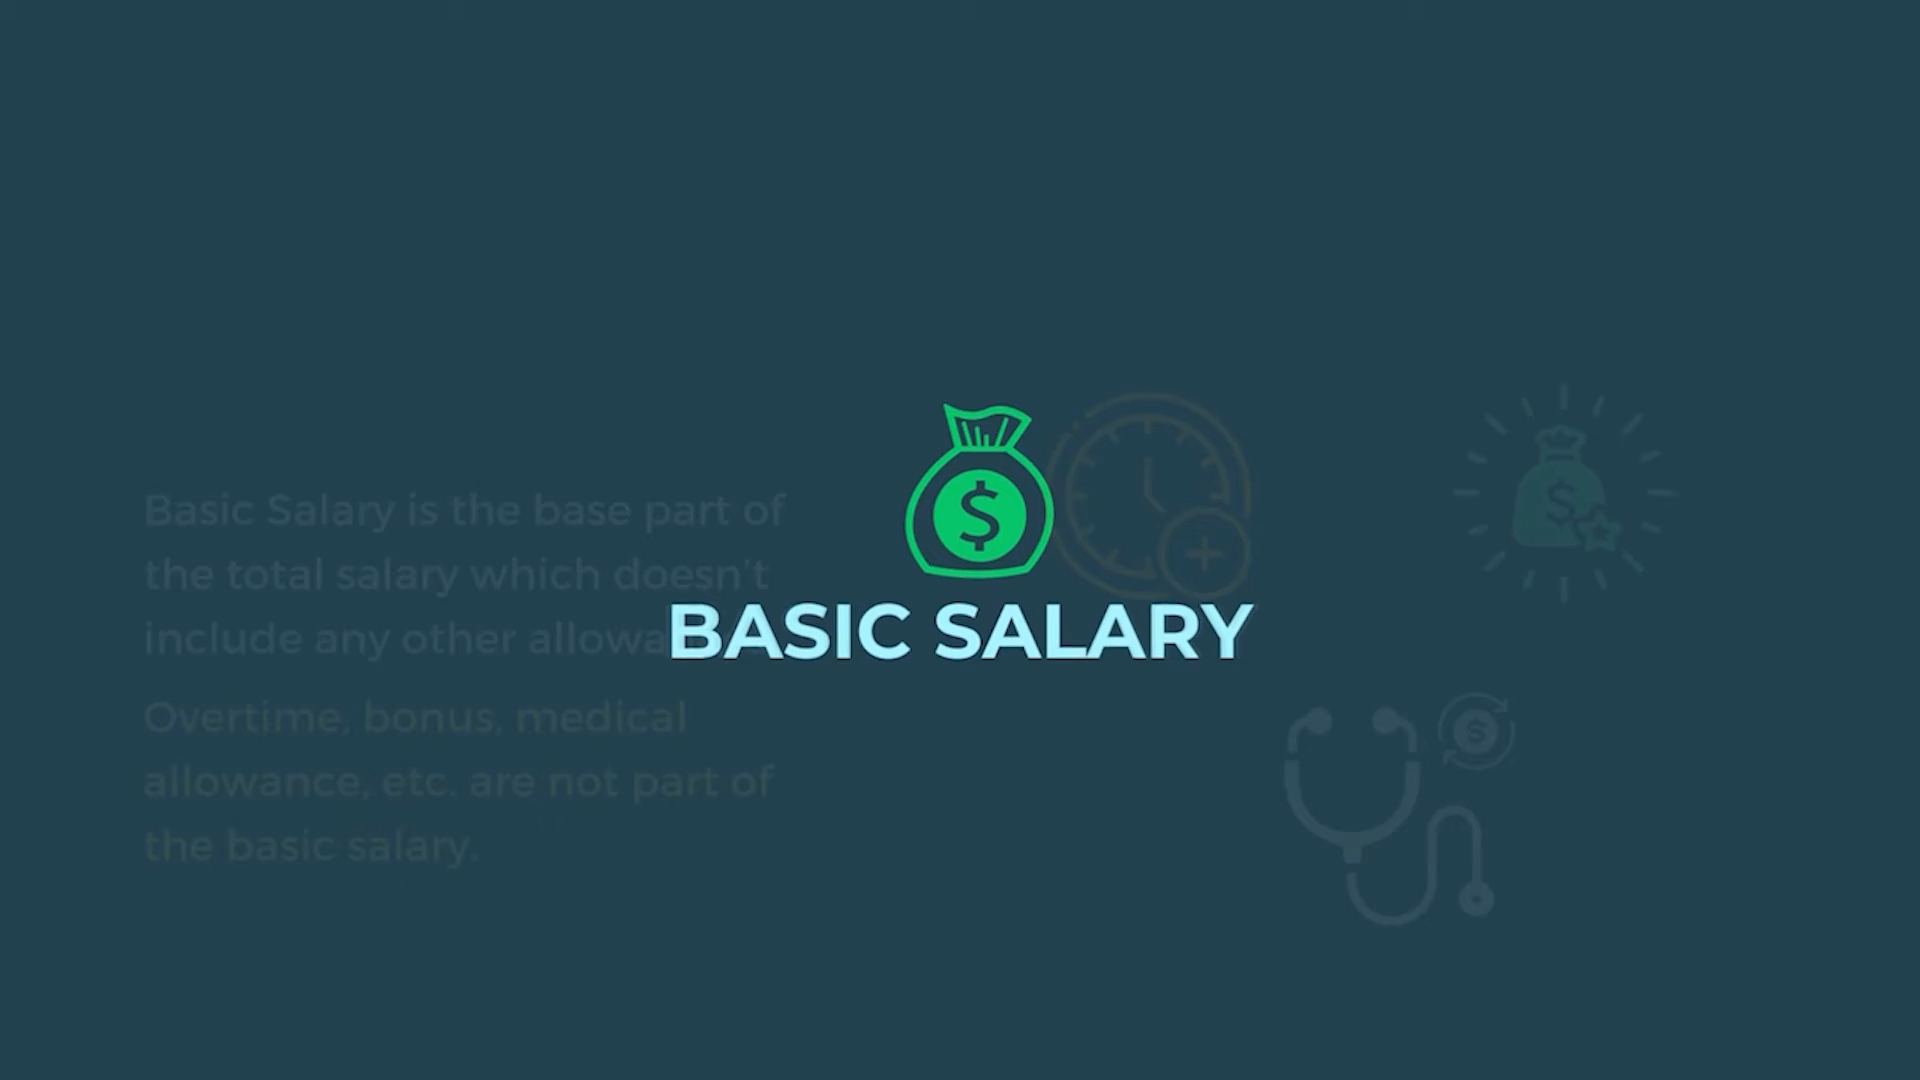 Basic Salary is the base part of
the total salary which doesn't
include any other allowa
BASIC SALARY
Overtime, bonus, medical
allowance, etc. are not part of
the basic salary.